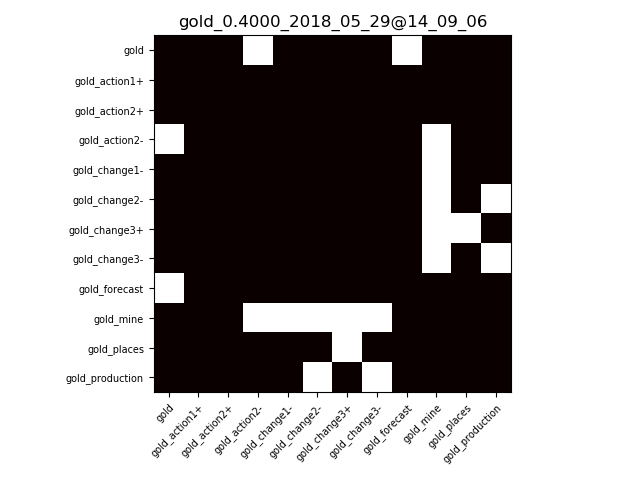 gold_0.4000_2018_05_29@14_09_06
gold
gold_action1+
gold_action2+
gold_action2-
gold_change1-
gold_change2-
gold_change3+
gold_change3-
gold_forecast
gold_mine
gold_places
gold_production
gold
gold_action1+
gold_action2+
gold_action2-
gold_change1-
gold_change2-
gold_change3+
gold_change3-
gold_forecast
gold_mine
gold_places
gold_production